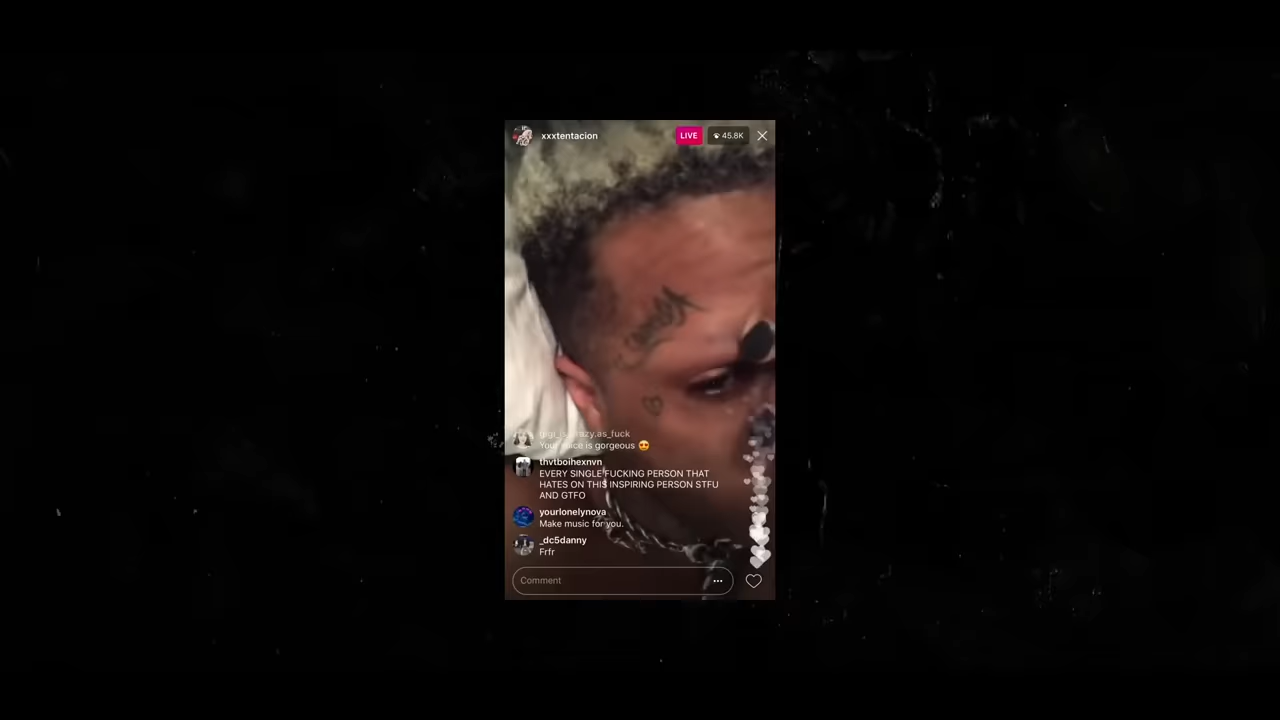 xxxtentacion
LIVE
45.8K
Your voice is gorgeous 😍
thvtboihexnvn
EVERY SINGLE FUCKING PERSON THAT
HATES ON THIS INSPIRING PERSON STFU
AND GTFO
yourlonelynova
Make music for you.
_dc5danny
Frfr
Comment